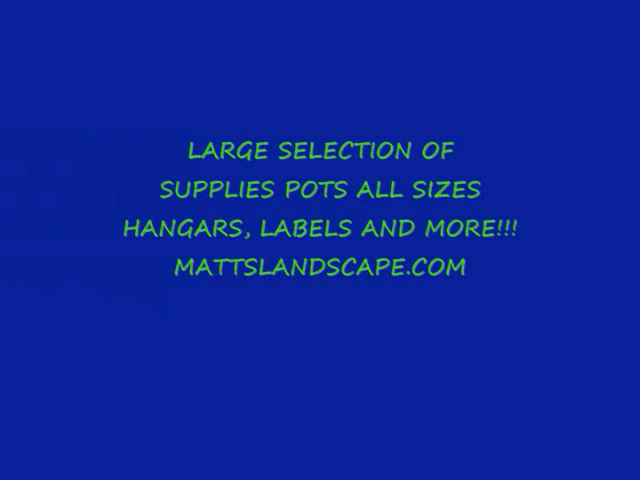 LARGE SELECTION OF
SUPPLIES POTS ALL SIZES
HANGARS, LABELS AND MORE!!!
MATTSLANDSCAPE.COM